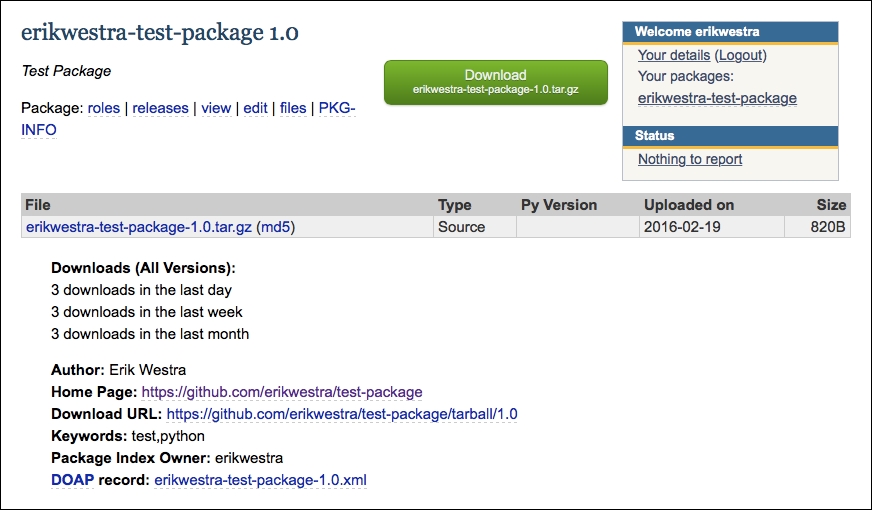 erikwestra-test-package 1.0
Test Package
Package: roles | releases | view | edit | files | PKG-
INFO
Download
erikwestra-test-package-1.0.tar.gz
Welcome erikwestra
Your details (Logout)
Your packages:
erikwestra-test-package
Status
Nothing to report
File Type Py Version Uploaded on Size
erikwestra-test-package-1.0.tar.gz (md5) Source 2016-02-19 820B
Downloads (All Versions):
3 downloads in the last day
3 downloads in the last week
3 downloads in the last month
Author: Erik Westra
Home Page: https://github.com/erikwestra/test-package
Download URL: https://github.com/erikwestra/test-package/tarball/1.0
Keywords: test,python
Package Index Owner: erikwestra
DOAP record: erikwestra-test-package-1.0.xml